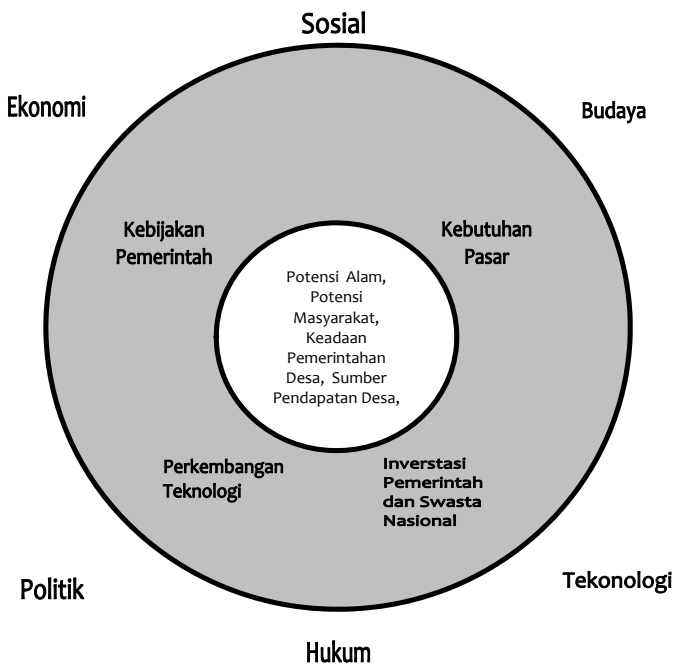 Sosial
Ekonomi
Budaya
Kebijakan
Pemerintah
Kebutuhan
Pasar
Potensi Alam,
Potensi
Masyarakat,
Keadaan
Pemerintahan
Desa, Sumber
Pendapatan Desa,
Perkembangan
Teknologi
Inverstasi
Pemerintah
dan Swasta
Nasional
Politik
Tekonologi
Hukum